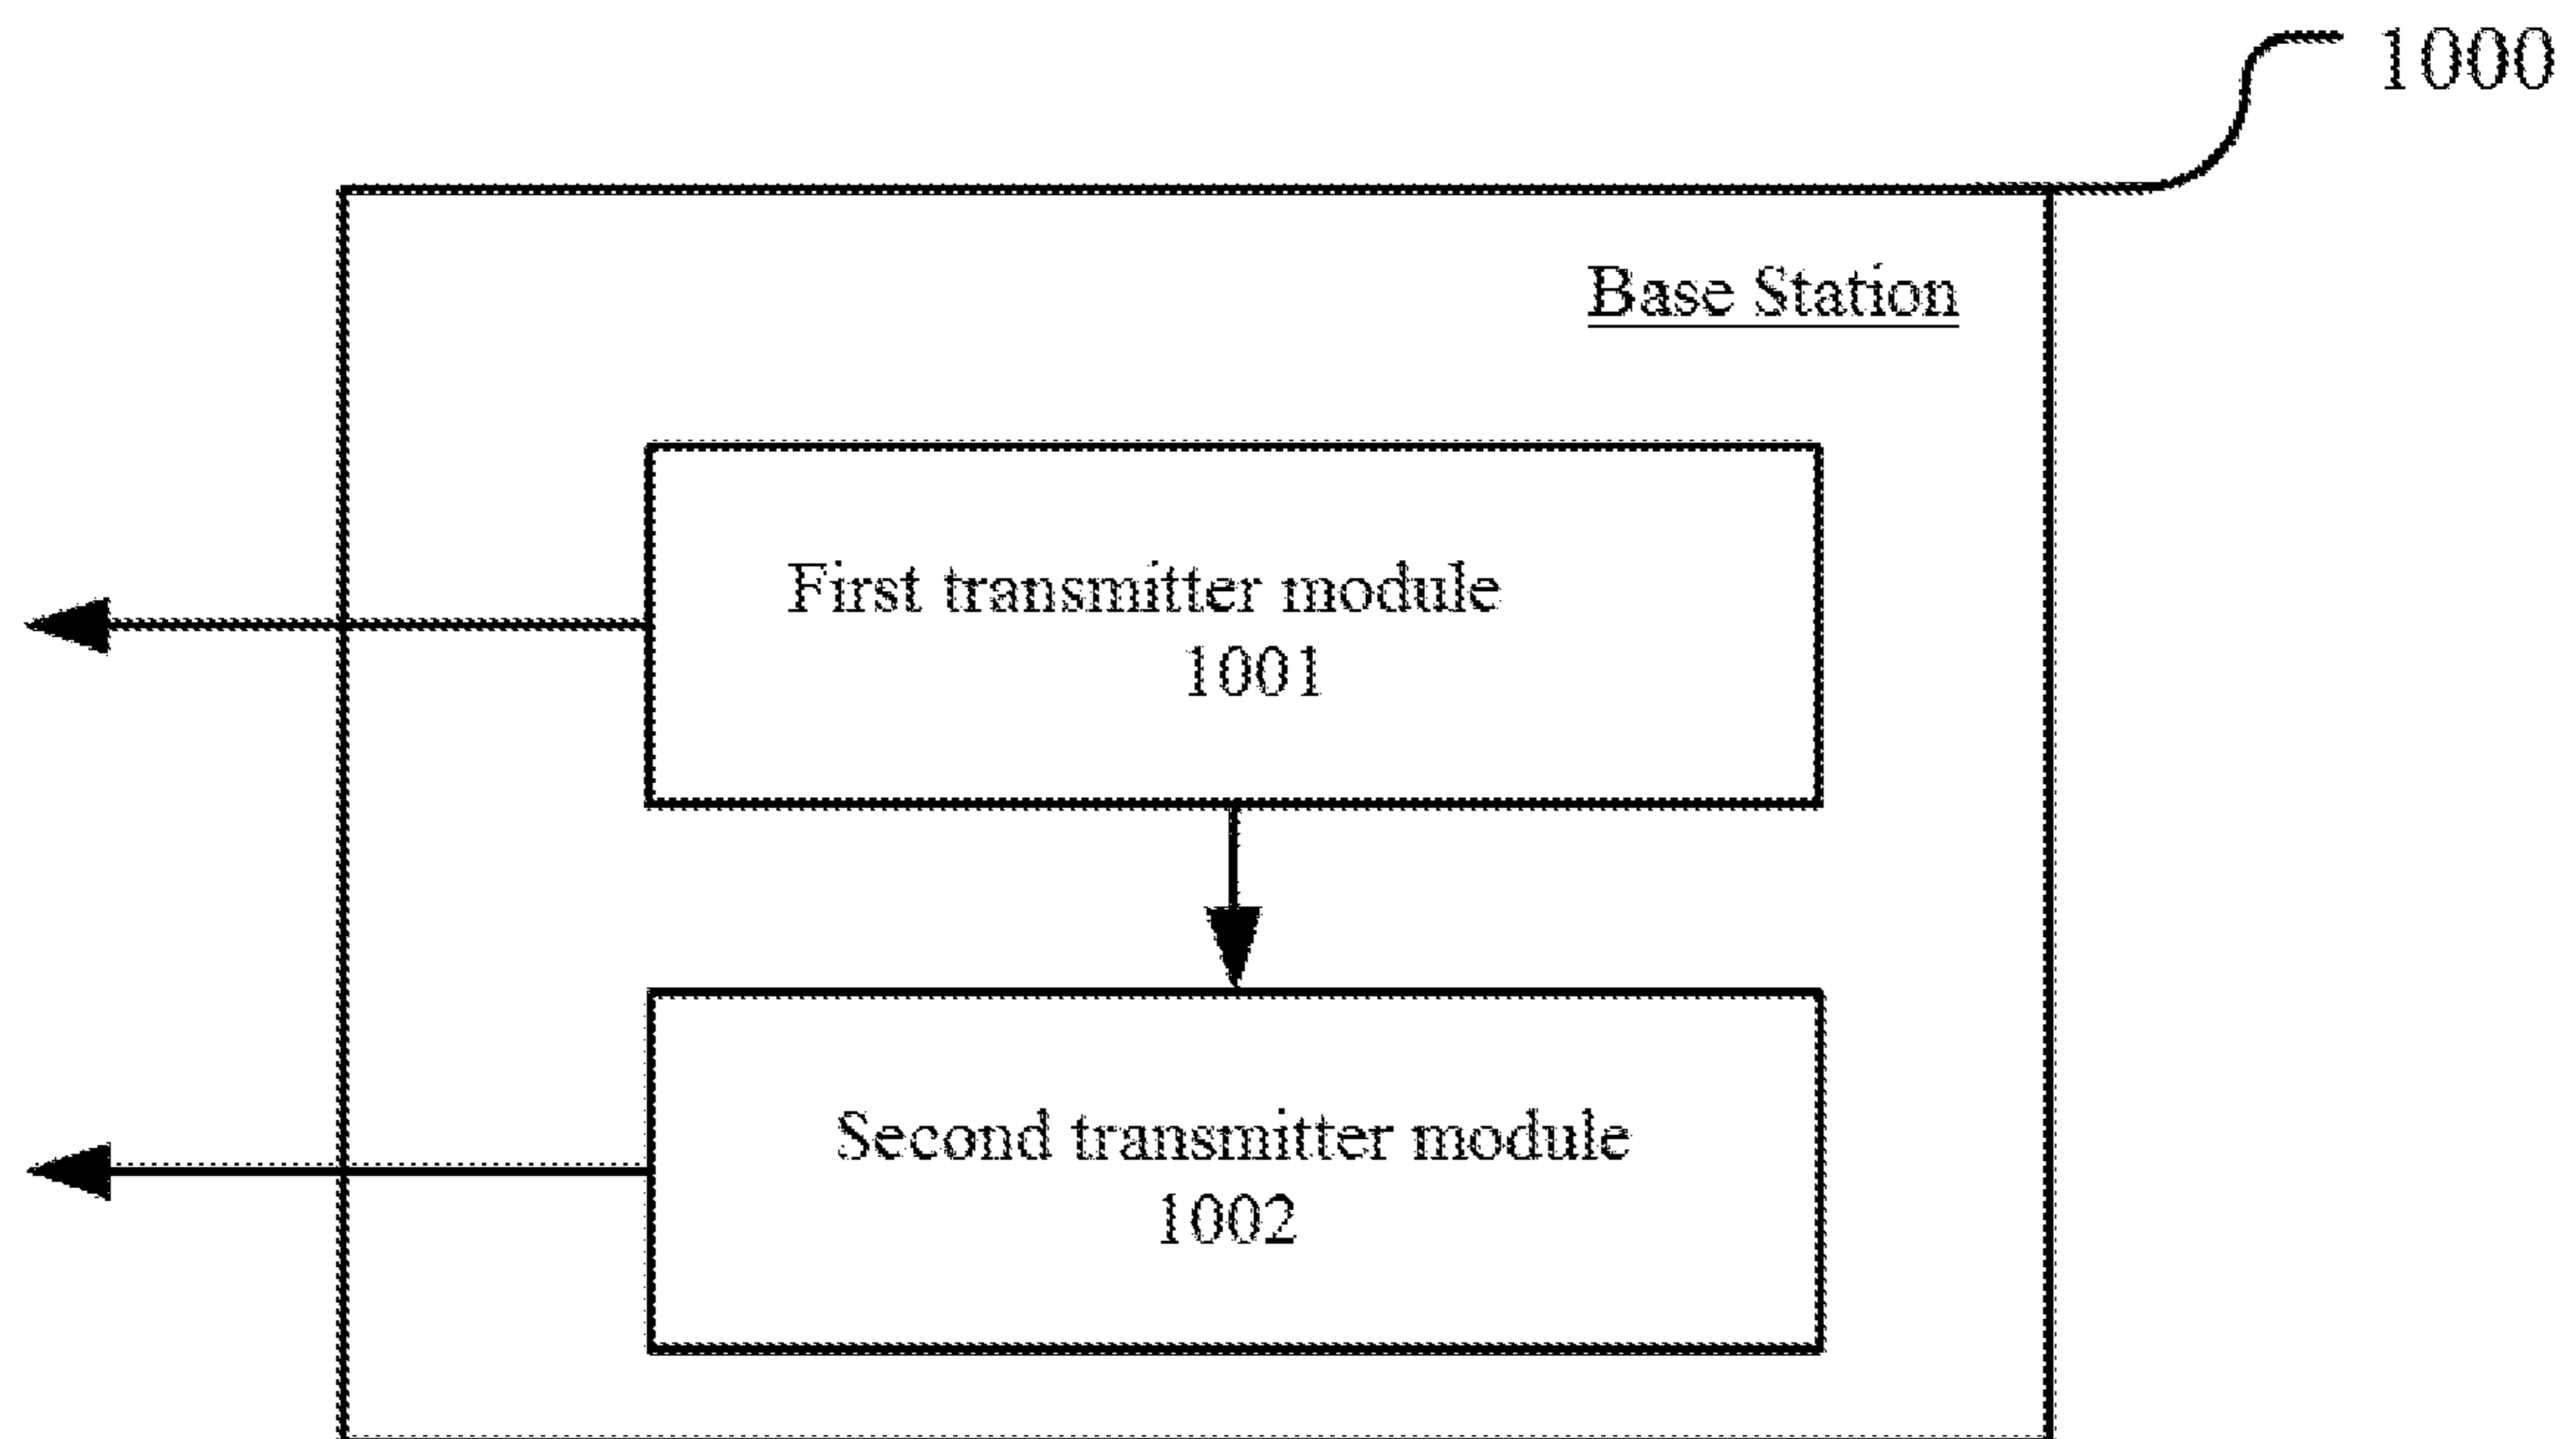 1000
Base Station
First transmitter module
1001
Second transmitter module
1002